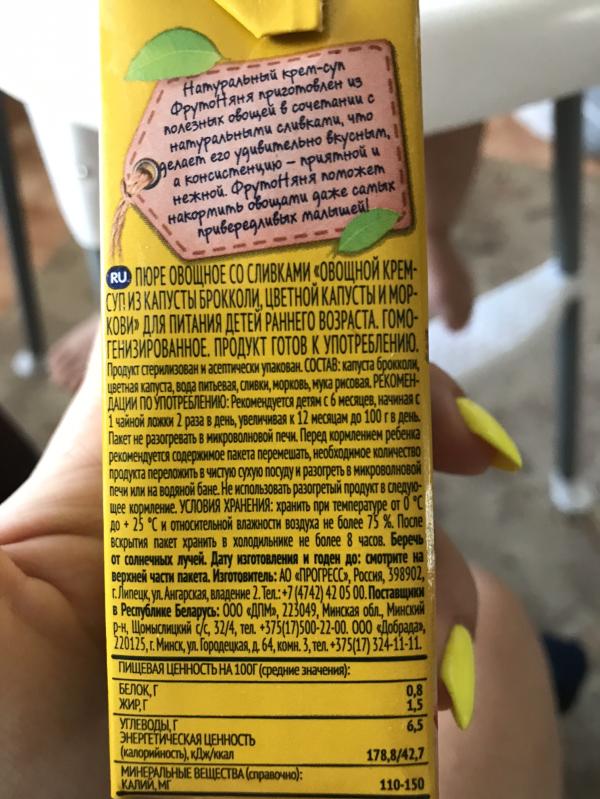 Натуральный крем-суп
ФрутоНяня приготовлен из
полезных овощей в сочетании с
натуральными сливками, что
делает его удивительно вкусным,
а консистенцию – приятной и
нежной. ФрутоНяня поможет
накормить овощами даже самых
привередливых малышей!
RU ПЮРЕ ОВОЩНОЕ СО СЛИВКАМИ «ОВОЩНОЙ КРЕМ-
СУП ИЗ КАПУСТЫ БРОККОЛИ, ЦВЕТНОЙ КАПУСТЫ И МОР-
КОВИ» ДЛЯ ПИТАНИЯ ДЕТЕЙ РАННЕГО ВОЗРАСТА. ГОМО-
ГЕНИЗИРОВАННОЕ. ПРОДУКТ ГОТОВ К УПОТРЕБЛЕНИЮ.
Продукт стерилизован и асептически упакован. СОСТАВ: капуста брокколи,
цветная капуста, вода питьевая, сливки, морковь, мука рисовая. РЕКОМЕН-
ДАЦИИ ПО УПОТРЕБЛЕНИЮ: Рекомендуется детям с 6 месяцев, начиная с
1 чайной ложки 2 раза в день, увеличивая к 12 месяцам до 100 г в день.
Пакет не разогревать в микроволновой печи. Перед кормлением ребенка
рекомендуется содержимое пакета перемешать, необходимое количество
продукта переложить в чистую сухую посуду и разогреть в микроволновой
печи или на водяной бане. Не использовать разогретый продукт в следую-
щее кормление. УСЛОВИЯ ХРАНЕНИЯ: хранить при температуре от 0 °С
до + 25 °С и относительной влажности воздуха не более 75 %. После
вскрытия пакет хранить в холодильнике не более 8 часов. Беречь
от солнечных лучей. Дату изготовления и годен до: смотрите на
верхней части пакета. Изготовитель: АО «ПРОГРЕСС», Россия, 398902,
г. Липецк, ул. Ангарская, владение 2. Тел.: +7 (4742) 42 05 00. Поставщики
в Республике Беларусь: ООО «ДПМ», 223049, Минская обл., Минский
р-н, Щомыслицкий с/с, 32/4, тел. +375(17)500-22-00. ООО «Добрада»,
220125, г. Минск, ул. Городецкая, д. 64, комн. 3, тел. +375(17) 324-11-11.
ПИЩЕВАЯ ЦЕННОСТЬ НА 100Г (средние значения):
БЕЛОК, Г 0,8
ЖИР, Г 1,5
УГЛЕВОДЫ, Г 6,5
ЭНЕРГЕТИЧЕСКАЯ ЦЕННОСТЬ
(калорийность), кДж/ккал 178,8/42,7
МИНЕРАЛЬНЫЕ ВЕЩЕСТВА (справочно):
КАЛИЙ, МГ 110-150